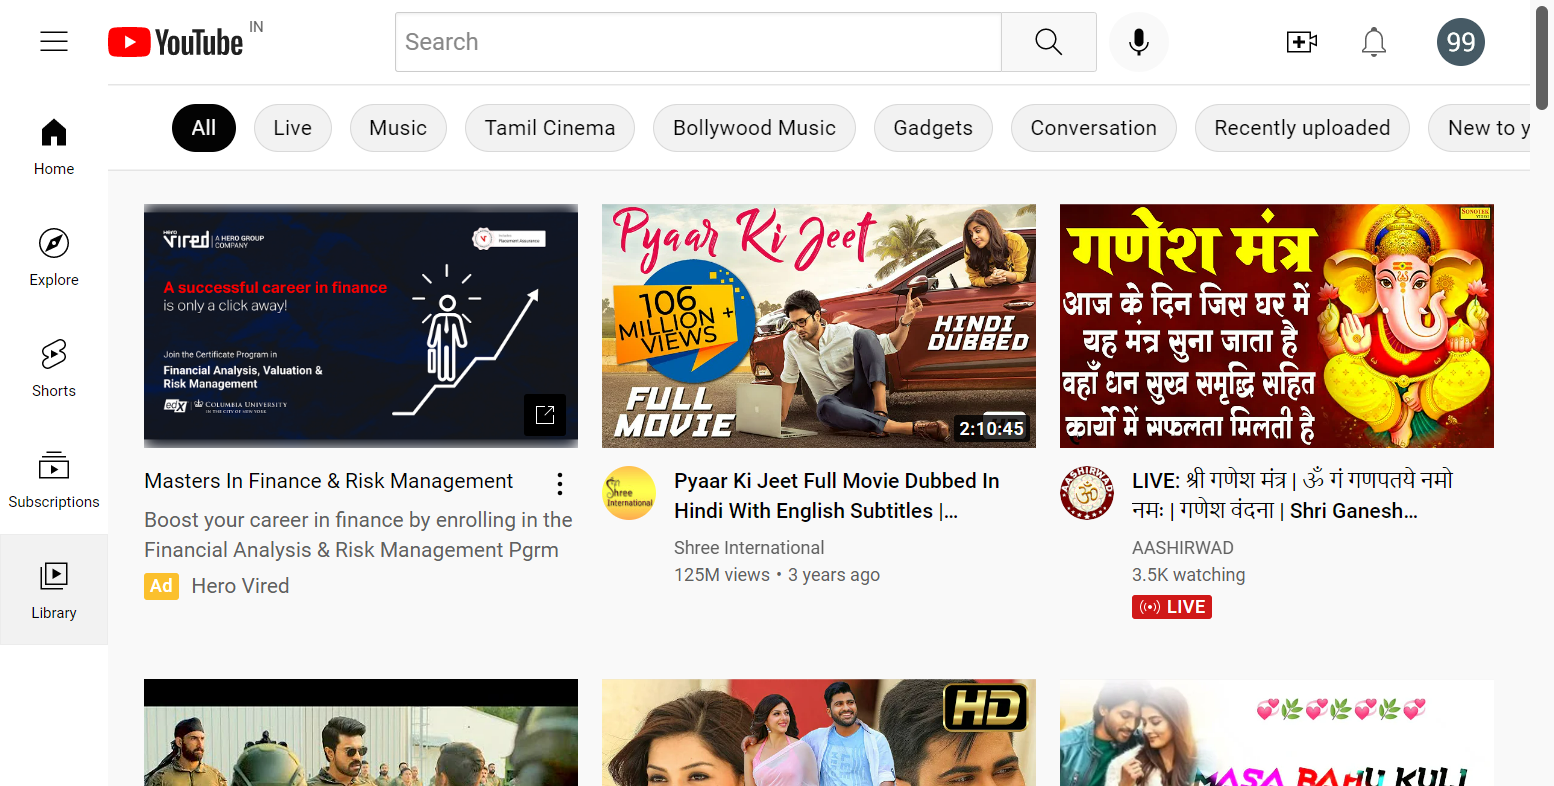 YouTube IN
Search
99
All
Live
Music
Tamil Cinema
Bollywood Music
Gadgets
Conversation
Recently uploaded
New to y
Home
Explore
Shorts
Subscriptions
Library
Hero
vired
A HERO GROUP
COMPANY
Placement Assurance
A successful career in finance
is only a click away!
Join the Certificate Program in
Financial Analysis, Valuation &
Risk Management
edX
COLUMBIA UNIVERSITY
IN THE CITY OF NEW YORK
Masters In Finance & Risk Management
Boost your career in finance by enrolling in the
Financial Analysis & Risk Management Pgrm
Ad Hero Vired
Pyaar Ki Jeet
106
MILLION +
VIEWS
HINDI
DUBBED
FULL
MOVIE
2:10:45
Shree
International
Pyaar Ki Jeet Full Movie Dubbed In
Hindi With English Subtitles |...
Shree International
125M views • 3 years ago
SONOTEK
गणेश मंत्र
आज के दिन जिस घर में
यह मंत्र सुना जाता है
वहाँ धन सुख समृद्धि सहित
कार्यो में सफलता मिलती है
AASHIRWAD
ॐ
LIVE: श्री गणेश मंत्र | ॐ गं गणपतये नमो
नमः | गणेश वंदना | Shri Ganesh...
AASHIRWAD
3.5K watching
LIVE
HD
MASA BAHU KULI